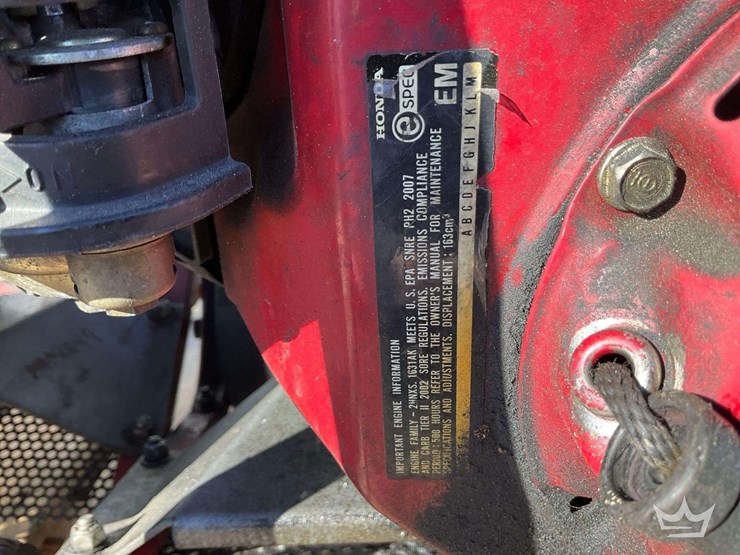 HONDA
e SPEC
EM
IMPORTANT ENGINE INFORMATION
ENGINE FAMILY - 2HNXS.1631AK MEETS U.S. EPA SNRE PH2 2007
AND CARB TIER II 2002 SORE REGULATIONS. EMISSIONS COMPLIANCE
PERIOD: 500 HOURS REFER TO THE OWNER'S MANUAL FOR MAINTENANCE
SPECIFICATIONS AND ADJUSTMENTS. DISPLACEMENT : 163cm³
A B C D E F G H J K L M